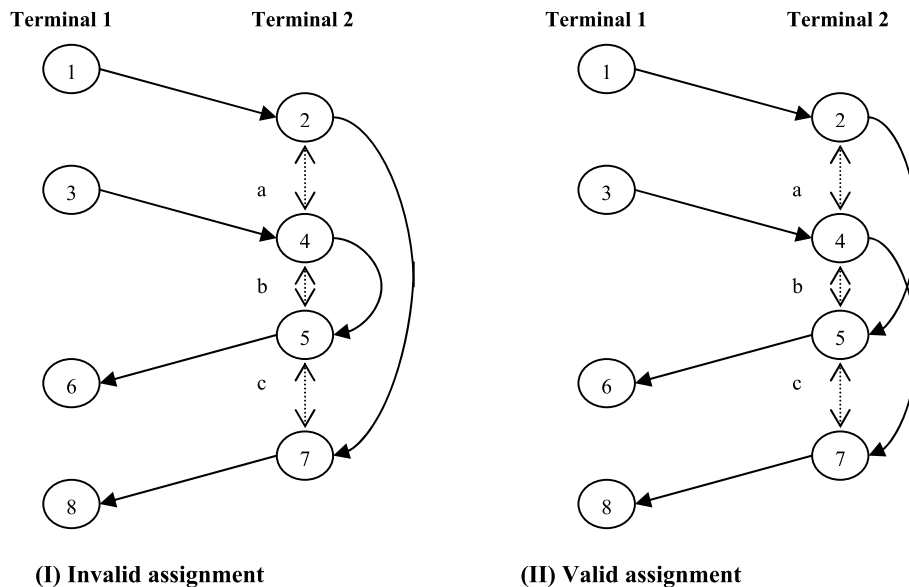 Terminal 1 Terminal 2 Terminal 1 Terminal 2
1 1
2 2
a a
3 3
4 4
b b
5 5
6 6
c c
7 7
8 8
(I) Invalid assignment (II) Valid assignment